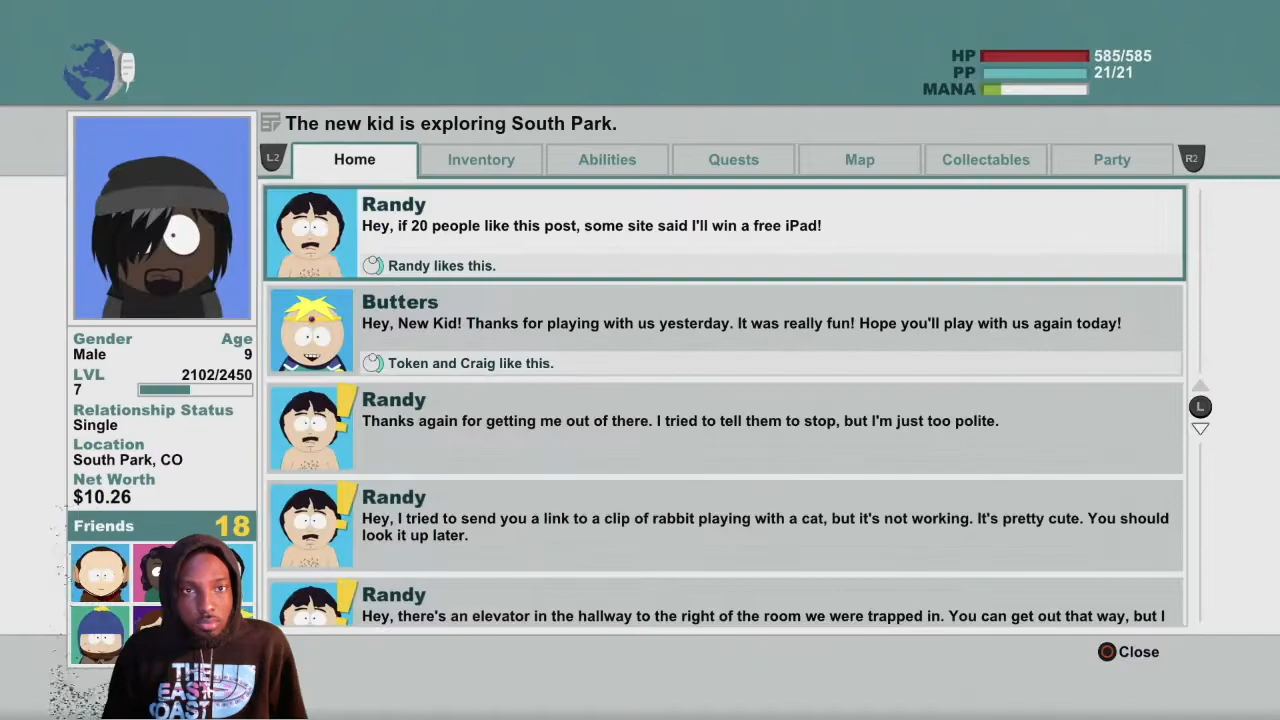 HP 585/585
PP 21/21
MANA
The new kid is exploring South Park.
L2 Home Inventory Abilities Quests Map Collectables Party R2
Randy
Hey, if 20 people like this post, some site said I'll win a free iPad!
Randy likes this.
Butters
Hey, New Kid! Thanks for playing with us yesterday. It was really fun! Hope you'll play with us again today!
Token and Craig like this.
Randy
Thanks again for getting me out of there. I tried to tell them to stop, but I'm just too polite.
Randy
Hey, I tried to send you a link to a clip of rabbit playing with a cat, but it's not working. It's pretty cute. You should
look it up later.
Randy
Hey, there's an elevator in the hallway to the right of the room we were trapped in. You can get out that way, but I
L
Close
Gender Age
Male 9
LVL 2102/2450
7
Relationship Status
Single
Location
South Park, CO
Net Worth
$10.26
Friends 18
THE
EAST
COAST